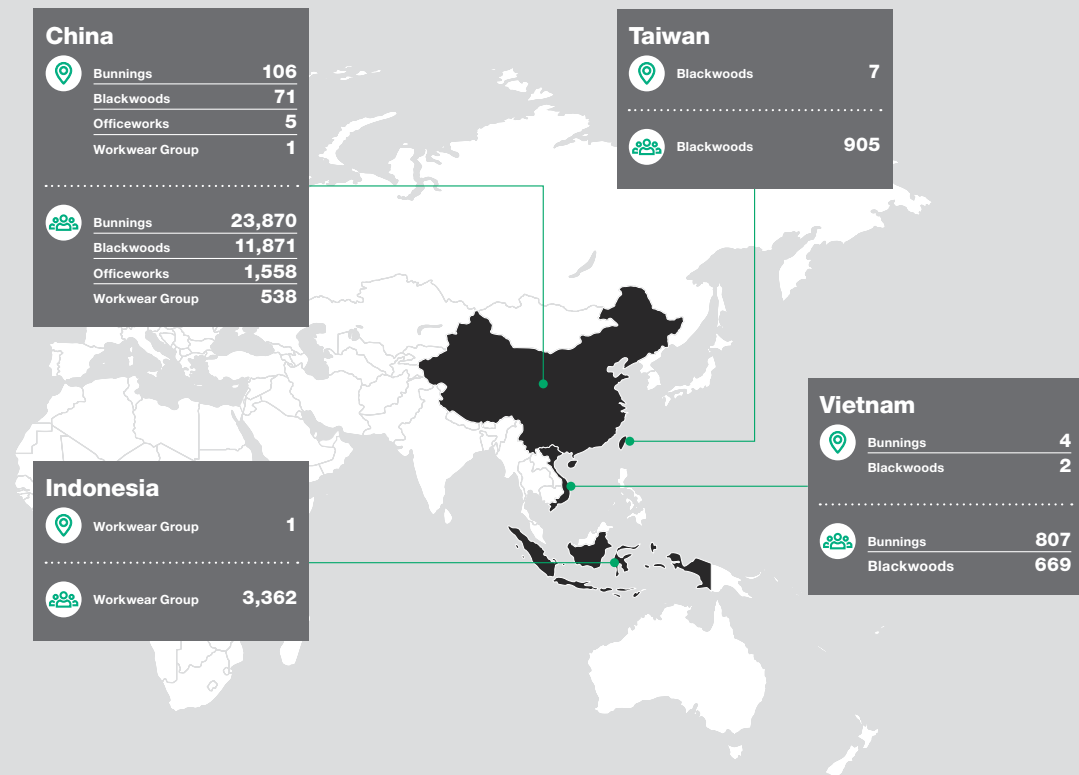 China
Bunnings 106
Blackwoods 71
Officeworks 5
Workwear Group 1
Bunnings 23,870
Blackwoods 11,871
Officeworks 1,558
Workwear Group 538
Taiwan
Blackwoods 7
Blackwoods 905
Vietnam
Bunnings 4
Blackwoods 2
Bunnings 807
Blackwoods 669
Indonesia
Workwear Group 1
Workwear Group 3,362